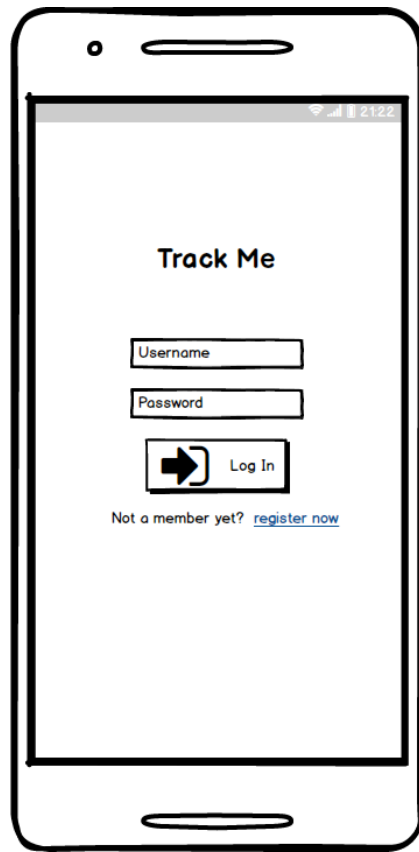 21:22
Track Me
Username
Password
Log In
Not a member yet? register now